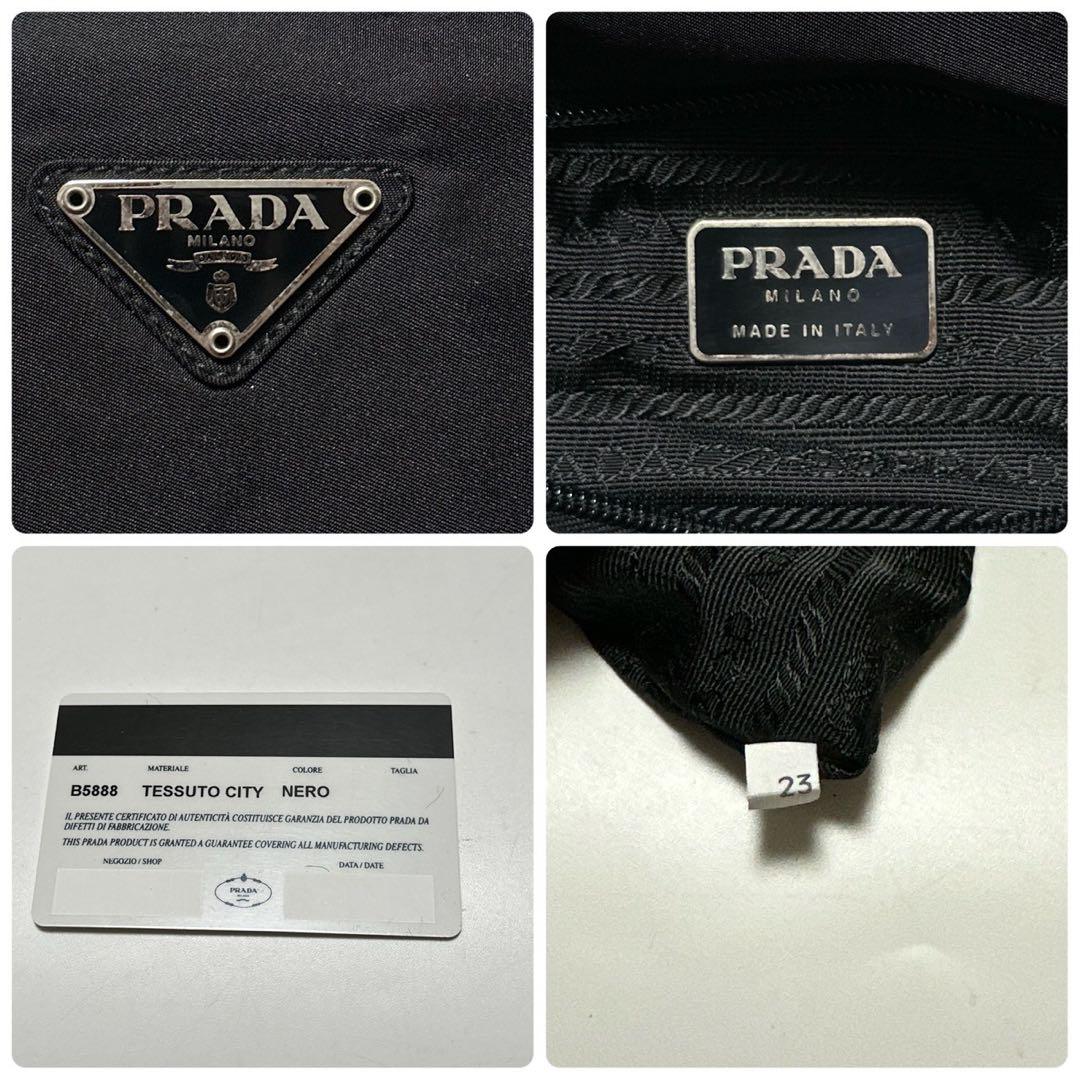 PRADA
MILANO
PRADA
MILANO
MADE IN ITALY
ART. MATERIALE COLORE TAGLIA
B5888 TESSUTO CITY NERO
IL PRESENTE CERTIFICATO DI AUTENTICITÀ COSTITUISCE GARANZIA DEL PRODOTTO PRADA DA
DIFETTI DI FABBRICAZIONE.
THIS PRADA PRODUCT IS GRANTED A GUARANTEE COVERING ALL MANUFACTURING DEFECTS.
NEGOZIO / SHOP DATA / DATE
PRADA
MILANO
23